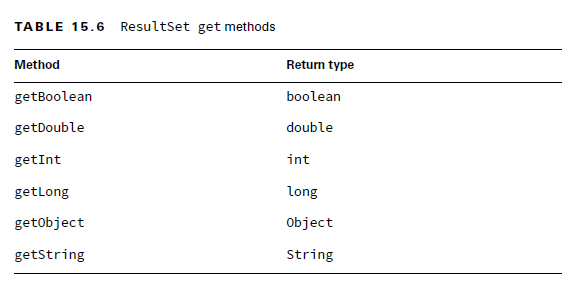 TABLE 15.6 ResultSet get methods
Method Return type
getBoolean boolean
getDouble double
getInt int
getLong long
getObject Object
getString String